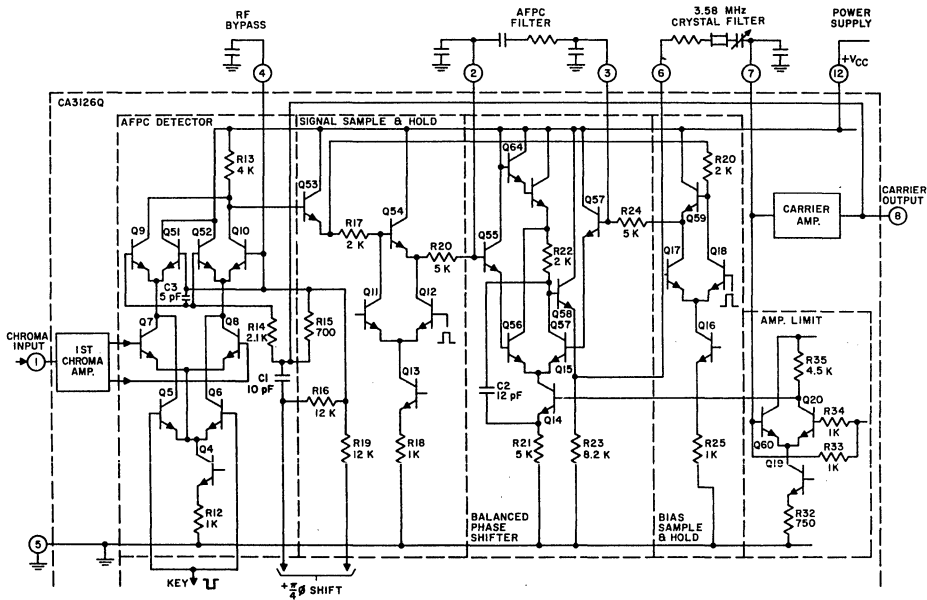 RF
BYPASS
AFPC
FILTER
3.58 MHz
CRYSTAL FILTER
POWER
SUPPLY
+VCC
4
2
3
6
7
12
CA3126Q
AFPC DETECTOR
SIGNAL SAMPLE & HOLD
R13
4 K
Q53
Q54
R17
2 K
R20
5 K
Q64
Q55
Q57
R24
5 K
R20
2 K
Q59
CARRIER
AMP.
CARRIER
OUTPUT
8
Q9
Q51
Q52
Q10
C3
5 pF
Q11
Q12
R22
2 K
Q58
Q56
Q57
Q15
Q17
Q18
Q16
CHROMA
INPUT
1
1ST
CHROMA
AMP.
Q7
Q8
R14
2.1 K
R15
700
C1
10 pF
R16
12 K
R19
12 K
Q13
R18
1K
C2
12 pF
Q14
R21
5 K
R23
8.2 K
R25
1K
AMP. LIMIT
R35
4.5 K
Q20
R34
1K
R33
1K
Q60
Q19
R32
750
Q5
Q6
Q4
R12
1K
BALANCED
PHASE
SHIFTER
BIAS
SAMPLE
& HOLD
5
KEY
+π/4 ø SHIFT